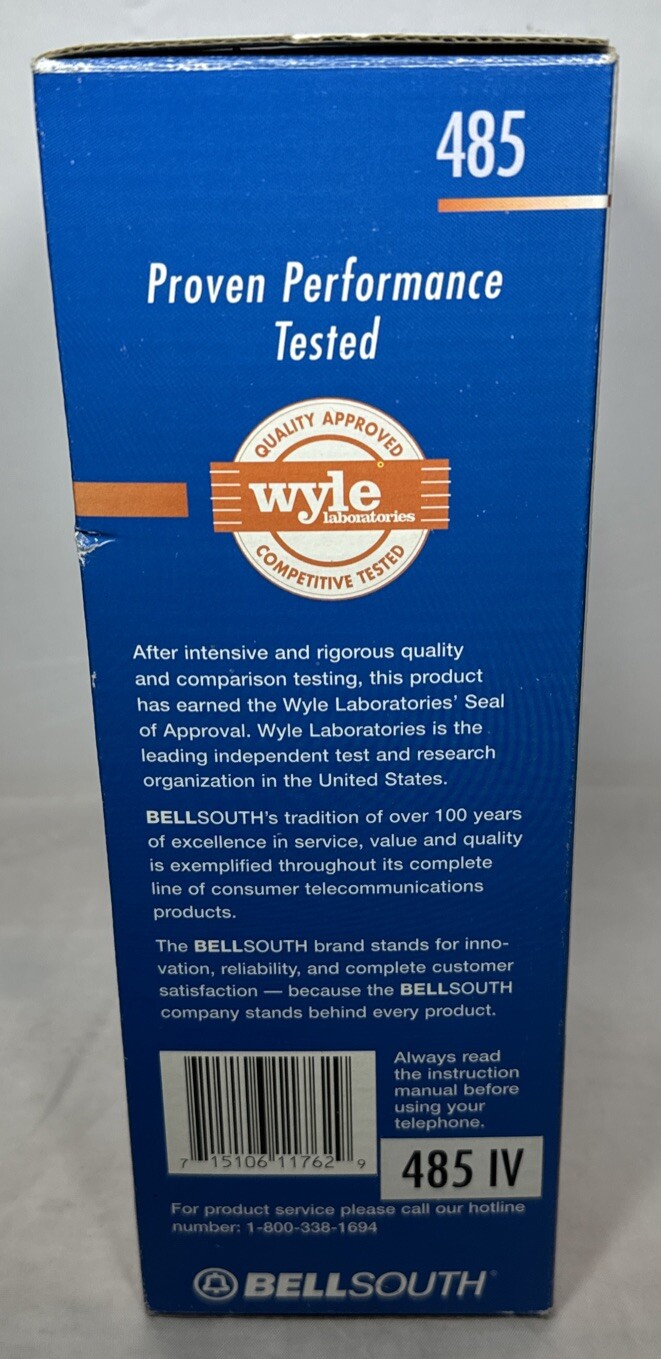 485
Proven Performance
Tested
QUALITY APPROVED
wyle
laboratories
COMPETITIVE TESTED
After intensive and rigorous quality
and comparison testing, this product
has earned the Wyle Laboratories' Seal
of Approval. Wyle Laboratories is the
leading independent test and research
organization in the United States.
BELLSOUTH's tradition of over 100 years
of excellence in service, value and quality
is exemplified throughout its complete
line of consumer telecommunications
products.
The BELLSOUTH brand stands for inno-
vation, reliability, and complete customer
satisfaction — because the BELLSOUTH
company stands behind every product.
Always read
the instruction
manual before
using your
telephone.
7 15106 11762 9
485 IV
For product service please call our hotline
number: 1-800-338-1694
BELLSOUTH